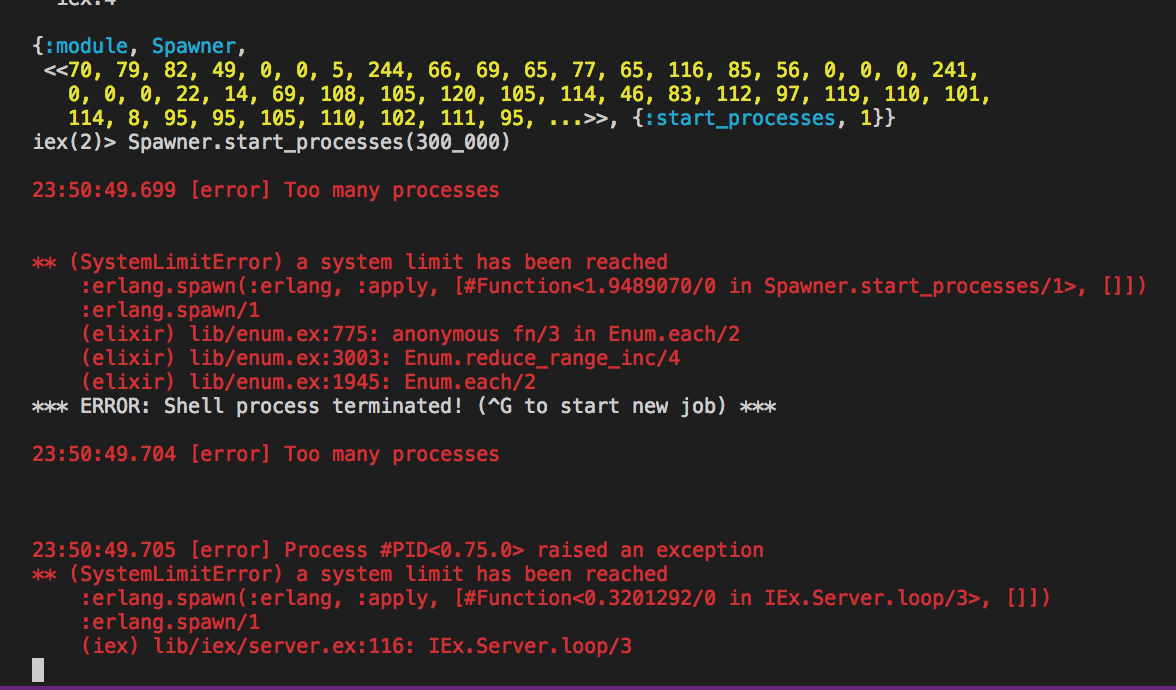 iex:4
{:module, Spawner,
<<70, 79, 82, 49, 0, 0, 5, 244, 66, 69, 65, 77, 65, 116, 85, 56, 0, 0, 0, 241,
0, 0, 0, 22, 14, 69, 108, 105, 120, 105, 114, 46, 83, 112, 97, 119, 110, 101,
114, 8, 95, 95, 105, 110, 102, 111, 95, ...>>, {:start_processes, 1}}
iex(2)> Spawner.start_processes(300_000)
23:50:49.699 [error] Too many processes
** (SystemLimitError) a system limit has been reached
:erlang.spawn(:erlang, :apply, [#Function<1.9489070/0 in Spawner.start_processes/1>, []])
:erlang.spawn/1
(elixir) lib/enum.ex:775: anonymous fn/3 in Enum.each/2
(elixir) lib/enum.ex:3003: Enum.reduce_range_inc/4
(elixir) lib/enum.ex:1945: Enum.each/2
*** ERROR: Shell process terminated! (^G to start new job) ***
23:50:49.704 [error] Too many processes
23:50:49.705 [error] Process #PID<0.75.0> raised an exception
** (SystemLimitError) a system limit has been reached
:erlang.spawn(:erlang, :apply, [#Function<0.3201292/0 in IEx.Server.loop/3>, []])
:erlang.spawn/1
(iex) lib/iex/server.ex:116: IEx.Server.loop/3